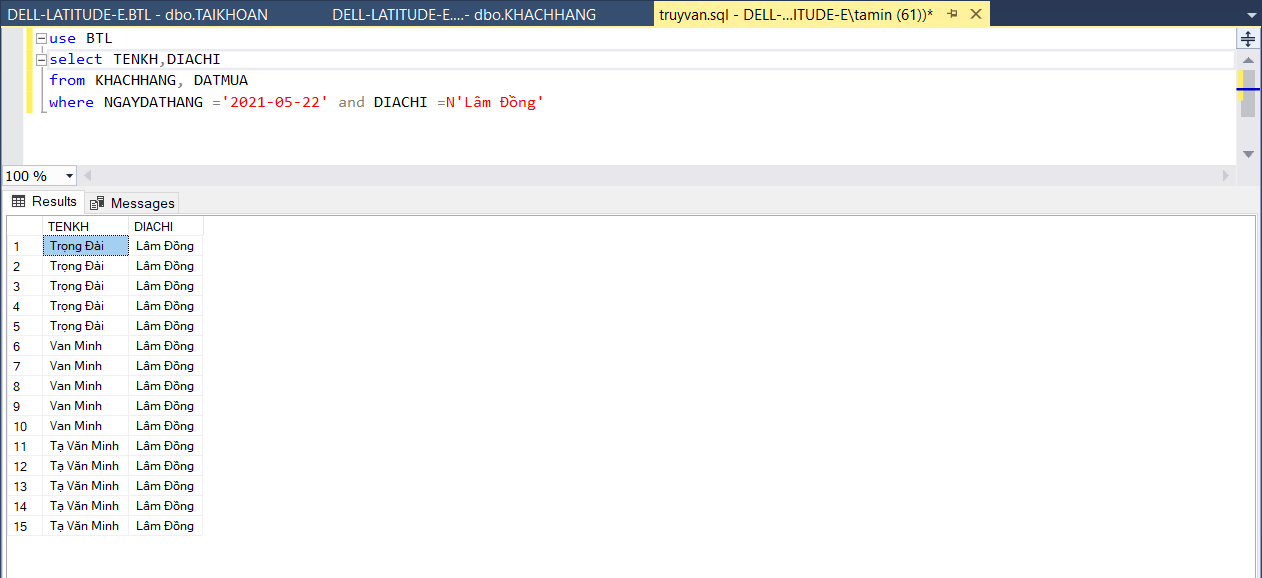 DELL-LATITUDE-E.BTL - dbo.TAIKHOAN DELL-LATITUDE-E....- dbo.KHACHHANG truyvan.sql - DELL-...ITUDE-E\tamin (61))*
use BTL
select TENKH,DIACHI
from KHACHHANG, DATMUA
where NGAYDATHANG ='2021-05-22' and DIACHI =N'Lâm Đồng'
100 %
Results Messages
TENKH DIACHI
1 Trọng Đài Lâm Đồng
2 Trọng Đài Lâm Đồng
3 Trọng Đài Lâm Đồng
4 Trọng Đài Lâm Đồng
5 Trọng Đài Lâm Đồng
6 Van Minh Lâm Đồng
7 Van Minh Lâm Đồng
8 Van Minh Lâm Đồng
9 Van Minh Lâm Đồng
10 Van Minh Lâm Đồng
11 Tạ Văn Minh Lâm Đồng
12 Tạ Văn Minh Lâm Đồng
13 Tạ Văn Minh Lâm Đồng
14 Tạ Văn Minh Lâm Đồng
15 Tạ Văn Minh Lâm Đồng